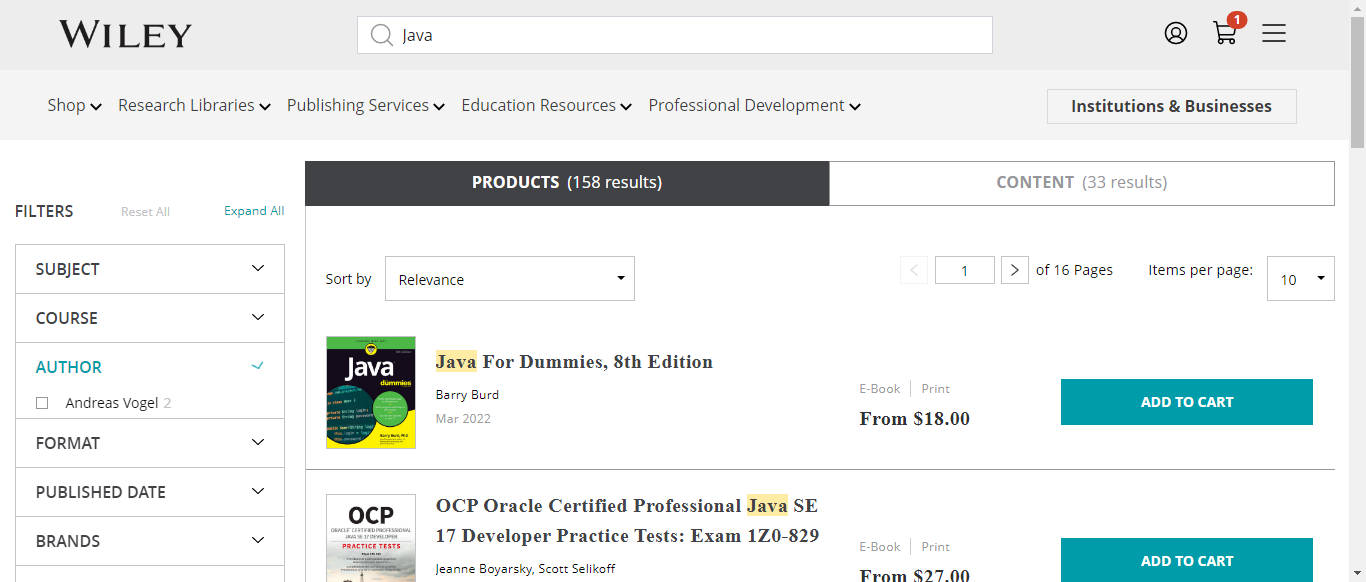 WILEY
Java
1
Shop
Research Libraries
Publishing Services
Education Resources
Professional Development
Institutions & Businesses
FILTERS
Reset All
Expand All
SUBJECT
COURSE
AUTHOR
Andreas Vogel 2
FORMAT
PUBLISHED DATE
BRANDS
PRODUCTS (158 results)
CONTENT (33 results)
Sort by
Relevance
1
of 16 Pages
Items per page:
10
Java
dummies
Barry Burd, PhD
Java For Dummies, 8th Edition
Barry Burd
Mar 2022
E-Book
Print
From $18.00
ADD TO CART
OCP
ORACLE CERTIFIED PROFESSIONAL
JAVA SE 17 DEVELOPER
PRACTICE TESTS
OCP Oracle Certified Professional Java SE
17 Developer Practice Tests: Exam 1Z0-829
Jeanne Boyarsky, Scott Selikoff
E-Book
Print
From $27.00
ADD TO CART